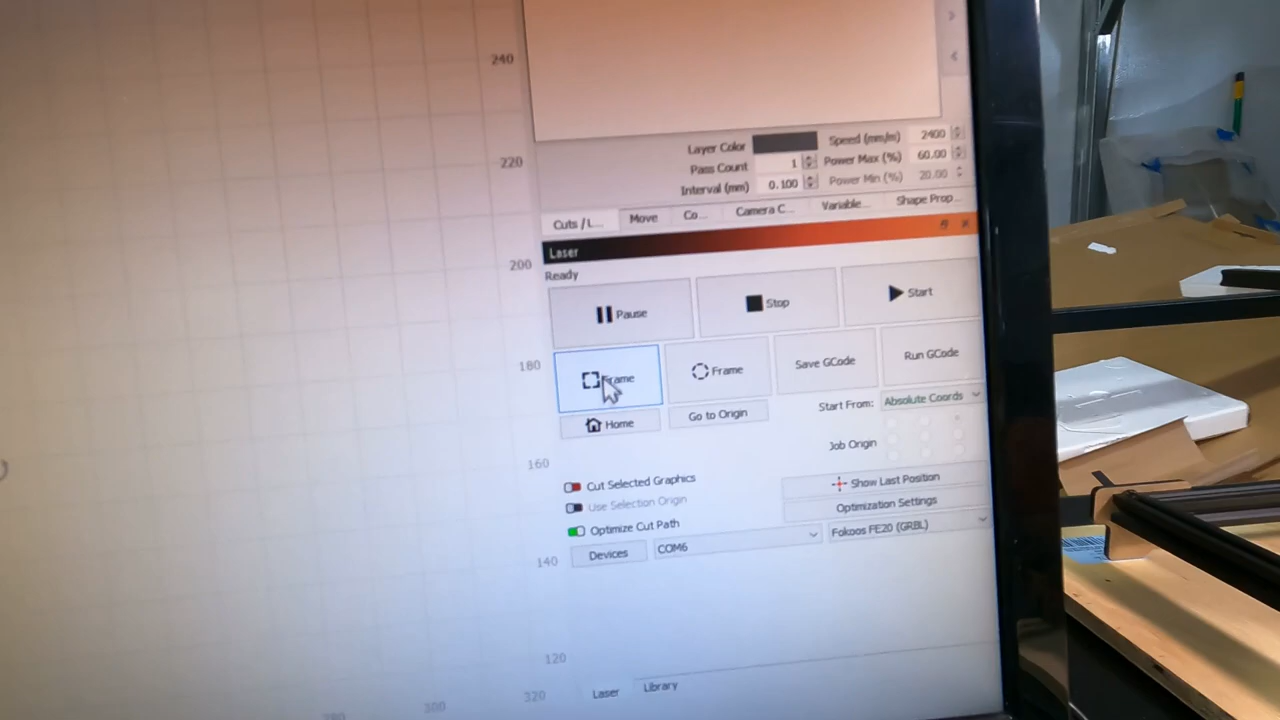 240
Layer Color Speed (mm/m) 2400
220 Pass Count 1 Power Max (%) 60.00
Interval (mm) 0.100 Power Min (%) 20.00
Cuts / L... Move Co... Camera C... Variable... Shape Prop...
200 Laser
Ready
Pause Stop Start
180 Frame Frame Save GCode Run GCode
Home Go to Origin Start From: Absolute Coords
Job Origin
160
Cut Selected Graphics Show Last Position
Use Selection Origin Optimization Settings
Optimize Cut Path
140 Devices COM6 Fokoos FE20 (GRBL)
120
320 Laser Library
280 300